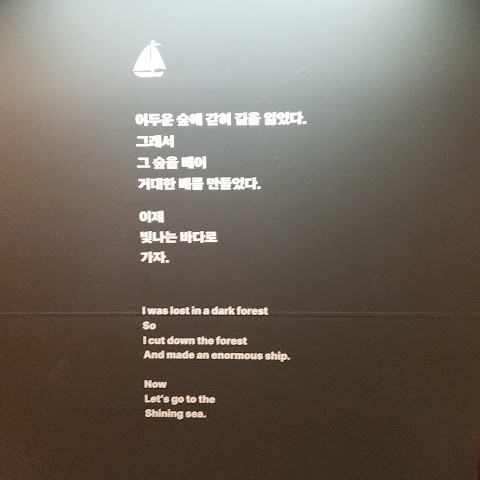 어두운 숲에 갇혀 길을 잃었다.
그래서
그 숲을 베어
거대한 배를 만들었다.
이제
빛나는 바다로
가자.
I was lost in a dark forest
So
I cut down the forest
And made an enormous ship.
Now
Let's go to the
Shining sea.